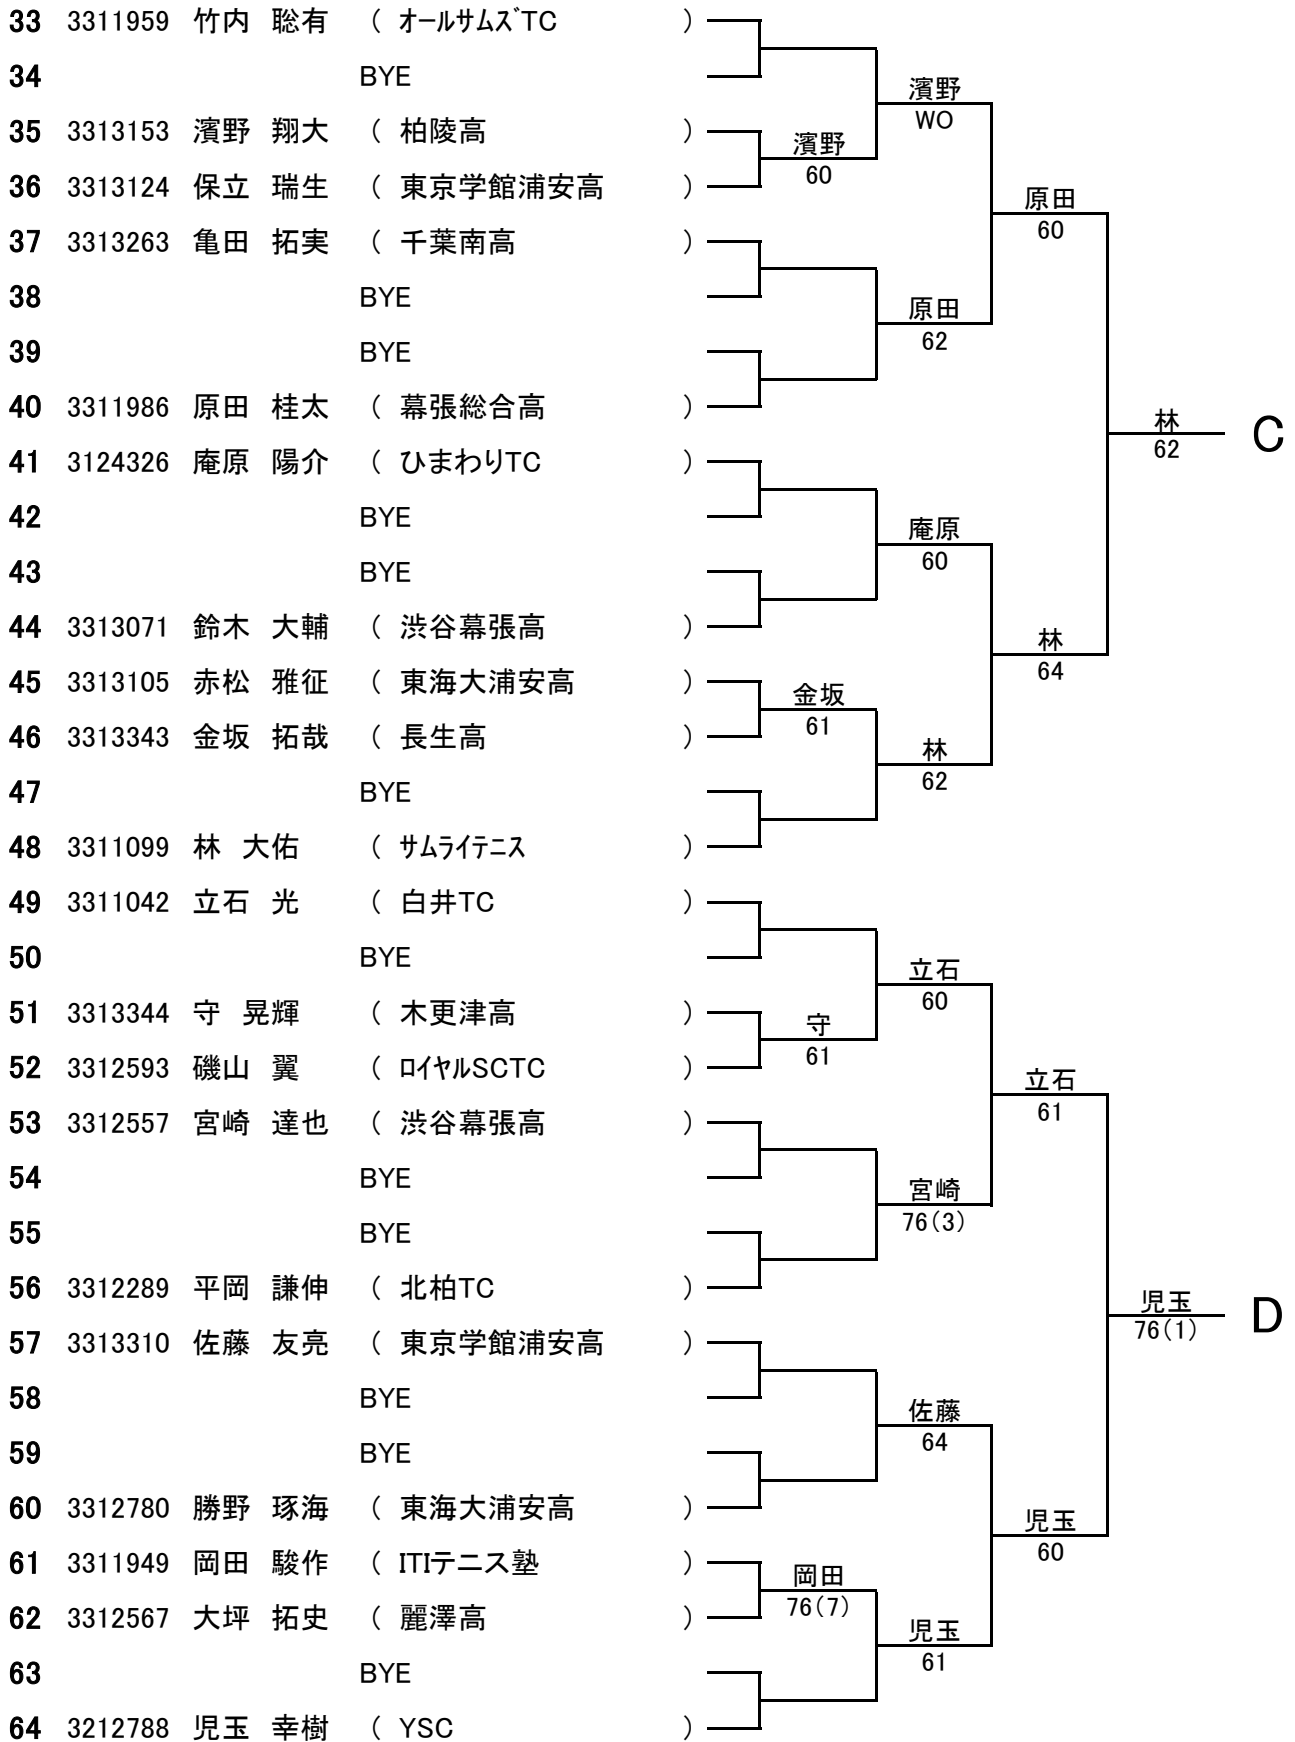 33 3311959 竹内 聡有 ( オールサムズTC )
34 BYE
濱野
WO
35 3313153 濱野 翔大 ( 柏陵高 )
濱野
60
36 3313124 保立 瑞生 ( 東京学館浦安高 )
原田
60
37 3313263 亀田 拓実 ( 千葉南高 )
38 BYE
原田
62
39 BYE
40 3311986 原田 桂太 ( 幕張総合高 )
林
62
C
41 3124326 庵原 陽介 ( ひまわりTC )
42 BYE
庵原
60
43 BYE
44 3313071 鈴木 大輔 ( 渋谷幕張高 )
林
64
45 3313105 赤松 雅征 ( 東海大浦安高 )
金坂
61
46 3313343 金坂 拓哉 ( 長生高 )
林
62
47 BYE
48 3311099 林 大佑 ( サムライテニス )
49 3311042 立石 光 ( 白井TC )
50 BYE
立石
60
51 3313344 守 晃輝 ( 木更津高 )
守
61
52 3312593 磯山 翼 ( ロイヤルSCTC )
立石
61
53 3312557 宮崎 達也 ( 渋谷幕張高 )
54 BYE
宮崎
76(3)
55 BYE
56 3312289 平岡 謙伸 ( 北柏TC )
児玉
76(1)
D
57 3313310 佐藤 友亮 ( 東京学館浦安高 )
58 BYE
佐藤
64
59 BYE
60 3312780 勝野 琢海 ( 東海大浦安高 )
児玉
60
61 3311949 岡田 駿作 ( ITIテニス塾 )
岡田
76(7)
62 3312567 大坪 拓史 ( 麗澤高 )
児玉
61
63 BYE
64 3212788 児玉 幸樹 ( YSC )